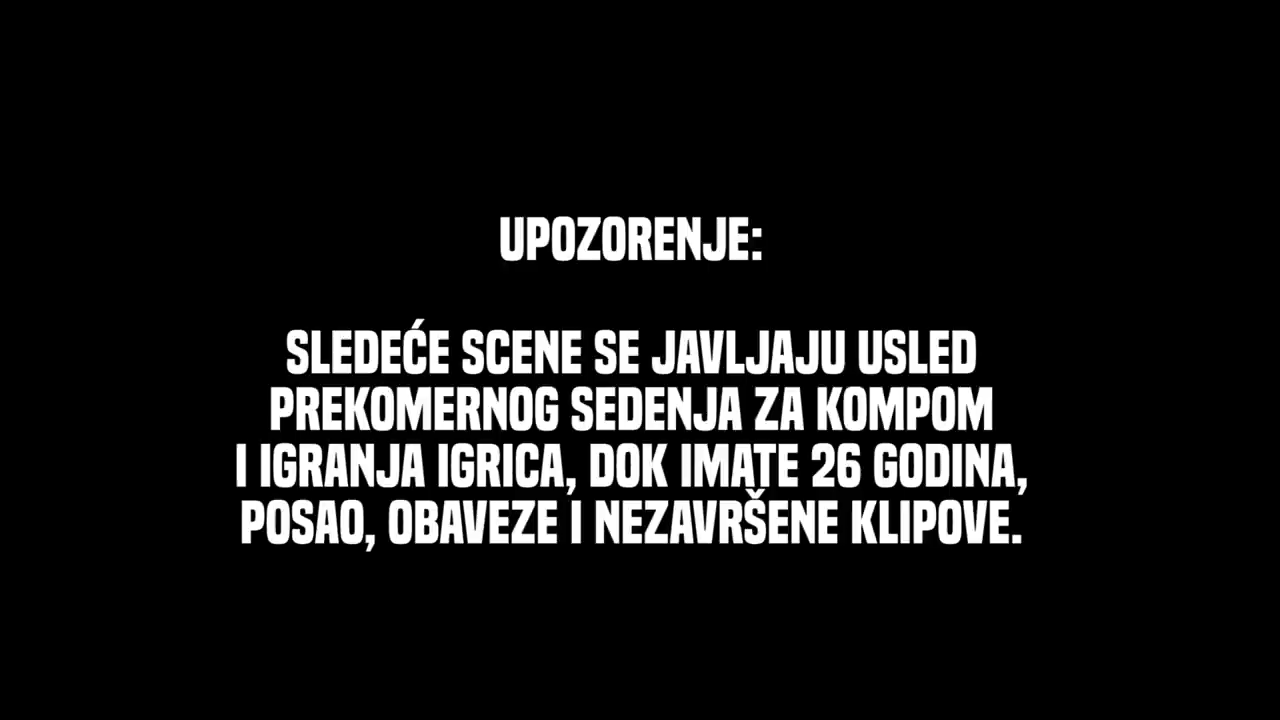 UPOZORENJE:
SLEDEĆE SCENE SE JAVLJAJU USLED
PREKOMERNOG SEDENJA ZA KOMPOM
I IGRANJA IGRICA, DOK IMATE 26 GODINA,
POSAO, OBAVEZE I NEZAVRŠENE KLIPOVE.